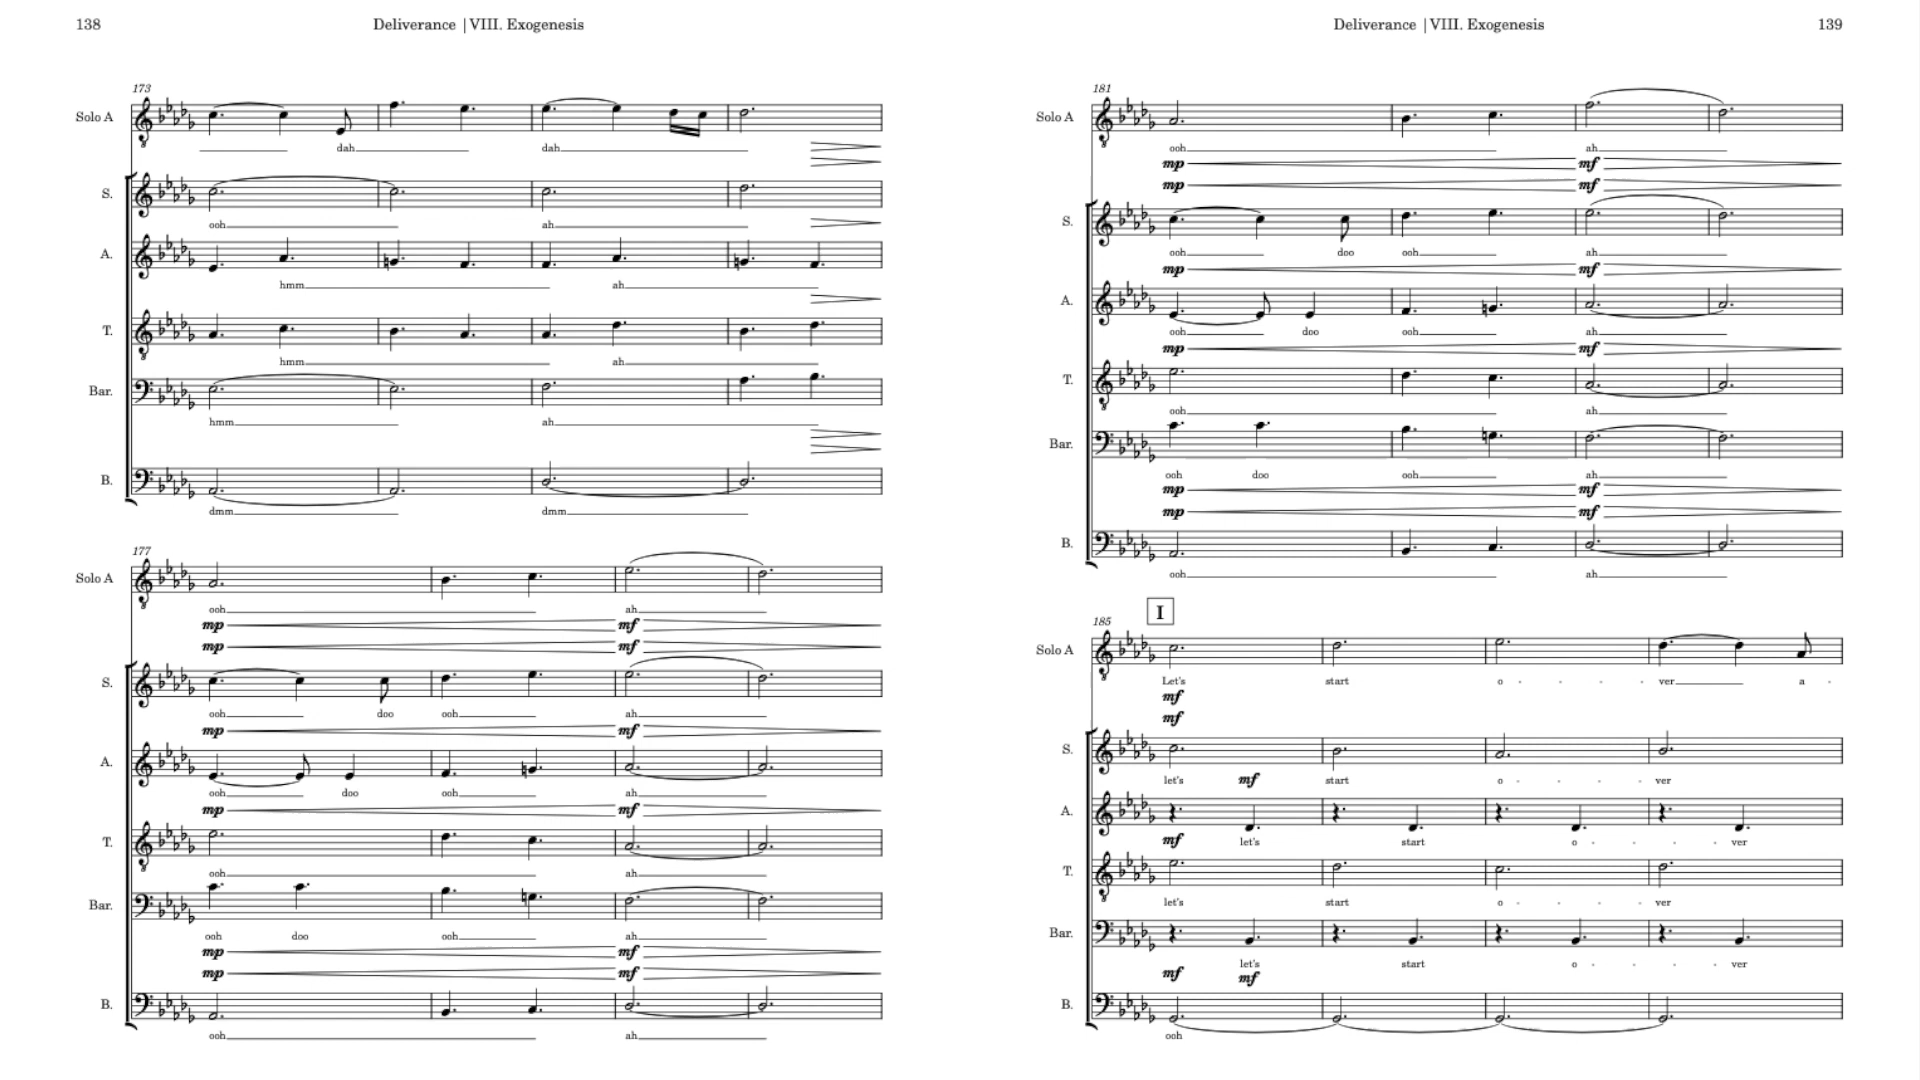 138
Deliverance | VIII. Exogenesis
173
Solo A
dah dah
S.
ooh ah
A.
hmm ah
T.
hmm ah
Bar.
hmm ah
B.
dmm dmm
177
Solo A
ooh ah
mp mf
mp mf
S.
ooh doo ooh ah
mp mf
A.
ooh doo ooh ah
mp mf
T.
ooh ah
Bar.
ooh doo ooh ah
mp mf
mp mf
B.
ooh ah
Deliverance | VIII. Exogenesis
139
181
Solo A
ooh ah
mp mf
mp mf
S.
ooh doo ooh ah
mp mf
A.
ooh doo ooh ah
mp mf
T.
ooh ah
Bar.
ooh doo ooh ah
mp mf
mp mf
B.
ooh ah
I
185
Solo A
Let's start o - - ver a -
mf
mf
S.
let's start o - - ver
mf
A.
let's start o - - ver
mf
T.
let's start o - - ver
Bar.
let's start o - - ver
mf mf
B.
ooh